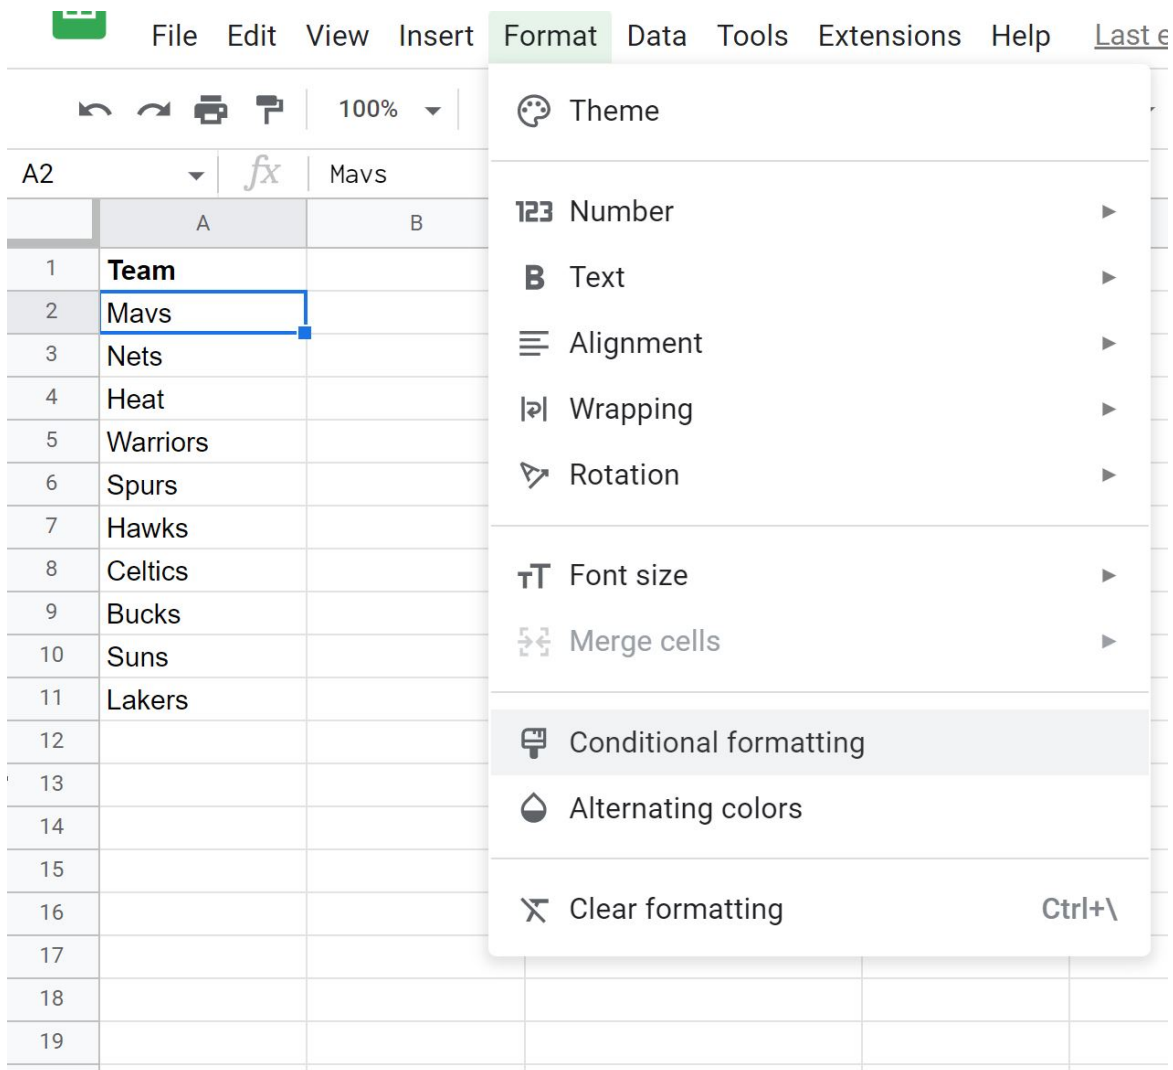 File Edit View Insert Format Data Tools Extensions Help Last e
100%
A2 fx Mavs
A B
1 Team
2 Mavs
3 Nets
4 Heat
5 Warriors
6 Spurs
7 Hawks
8 Celtics
9 Bucks
10 Suns
11 Lakers
12
13
14
15
16
17
18
19
Theme
123 Number
B Text
Alignment
Wrapping
Rotation
Font size
Merge cells
Conditional formatting
Alternating colors
Clear formatting Ctrl+\